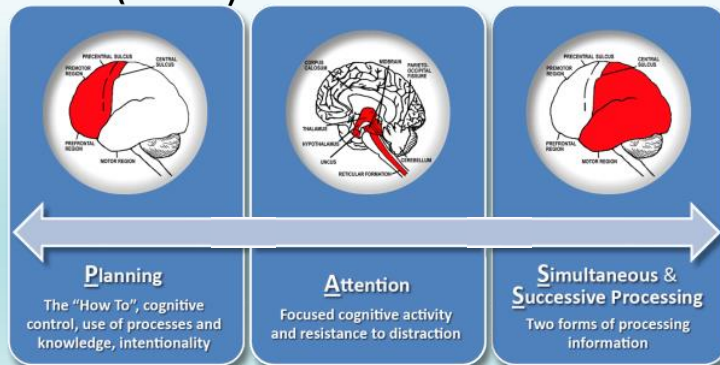 PRECENTRAL SULCUS
PREMOTOR
REGION
CENTRAL
SULCUS
PREFRONTAL
REGION
MOTOR REGION
Planning
The "How To", cognitive
control, use of processes and
knowledge, intentionality
CORPUS
CALOSUM
MIDBRAIN
PARIETO-
OCCIPITAL
FISSURE
THALAMUS
HYPOTHALAMUS
UNCUS
CEREBELLUM
RETICULAR FORMATION
Attention
Focused cognitive activity
and resistance to distraction
PRECENTRAL SULCUS
PREMOTOR
REGION
CENTRAL
SULCUS
PREFRONTAL
REGION
MOTOR REGION
Simultaneous &
Successive Processing
Two forms of processing
information